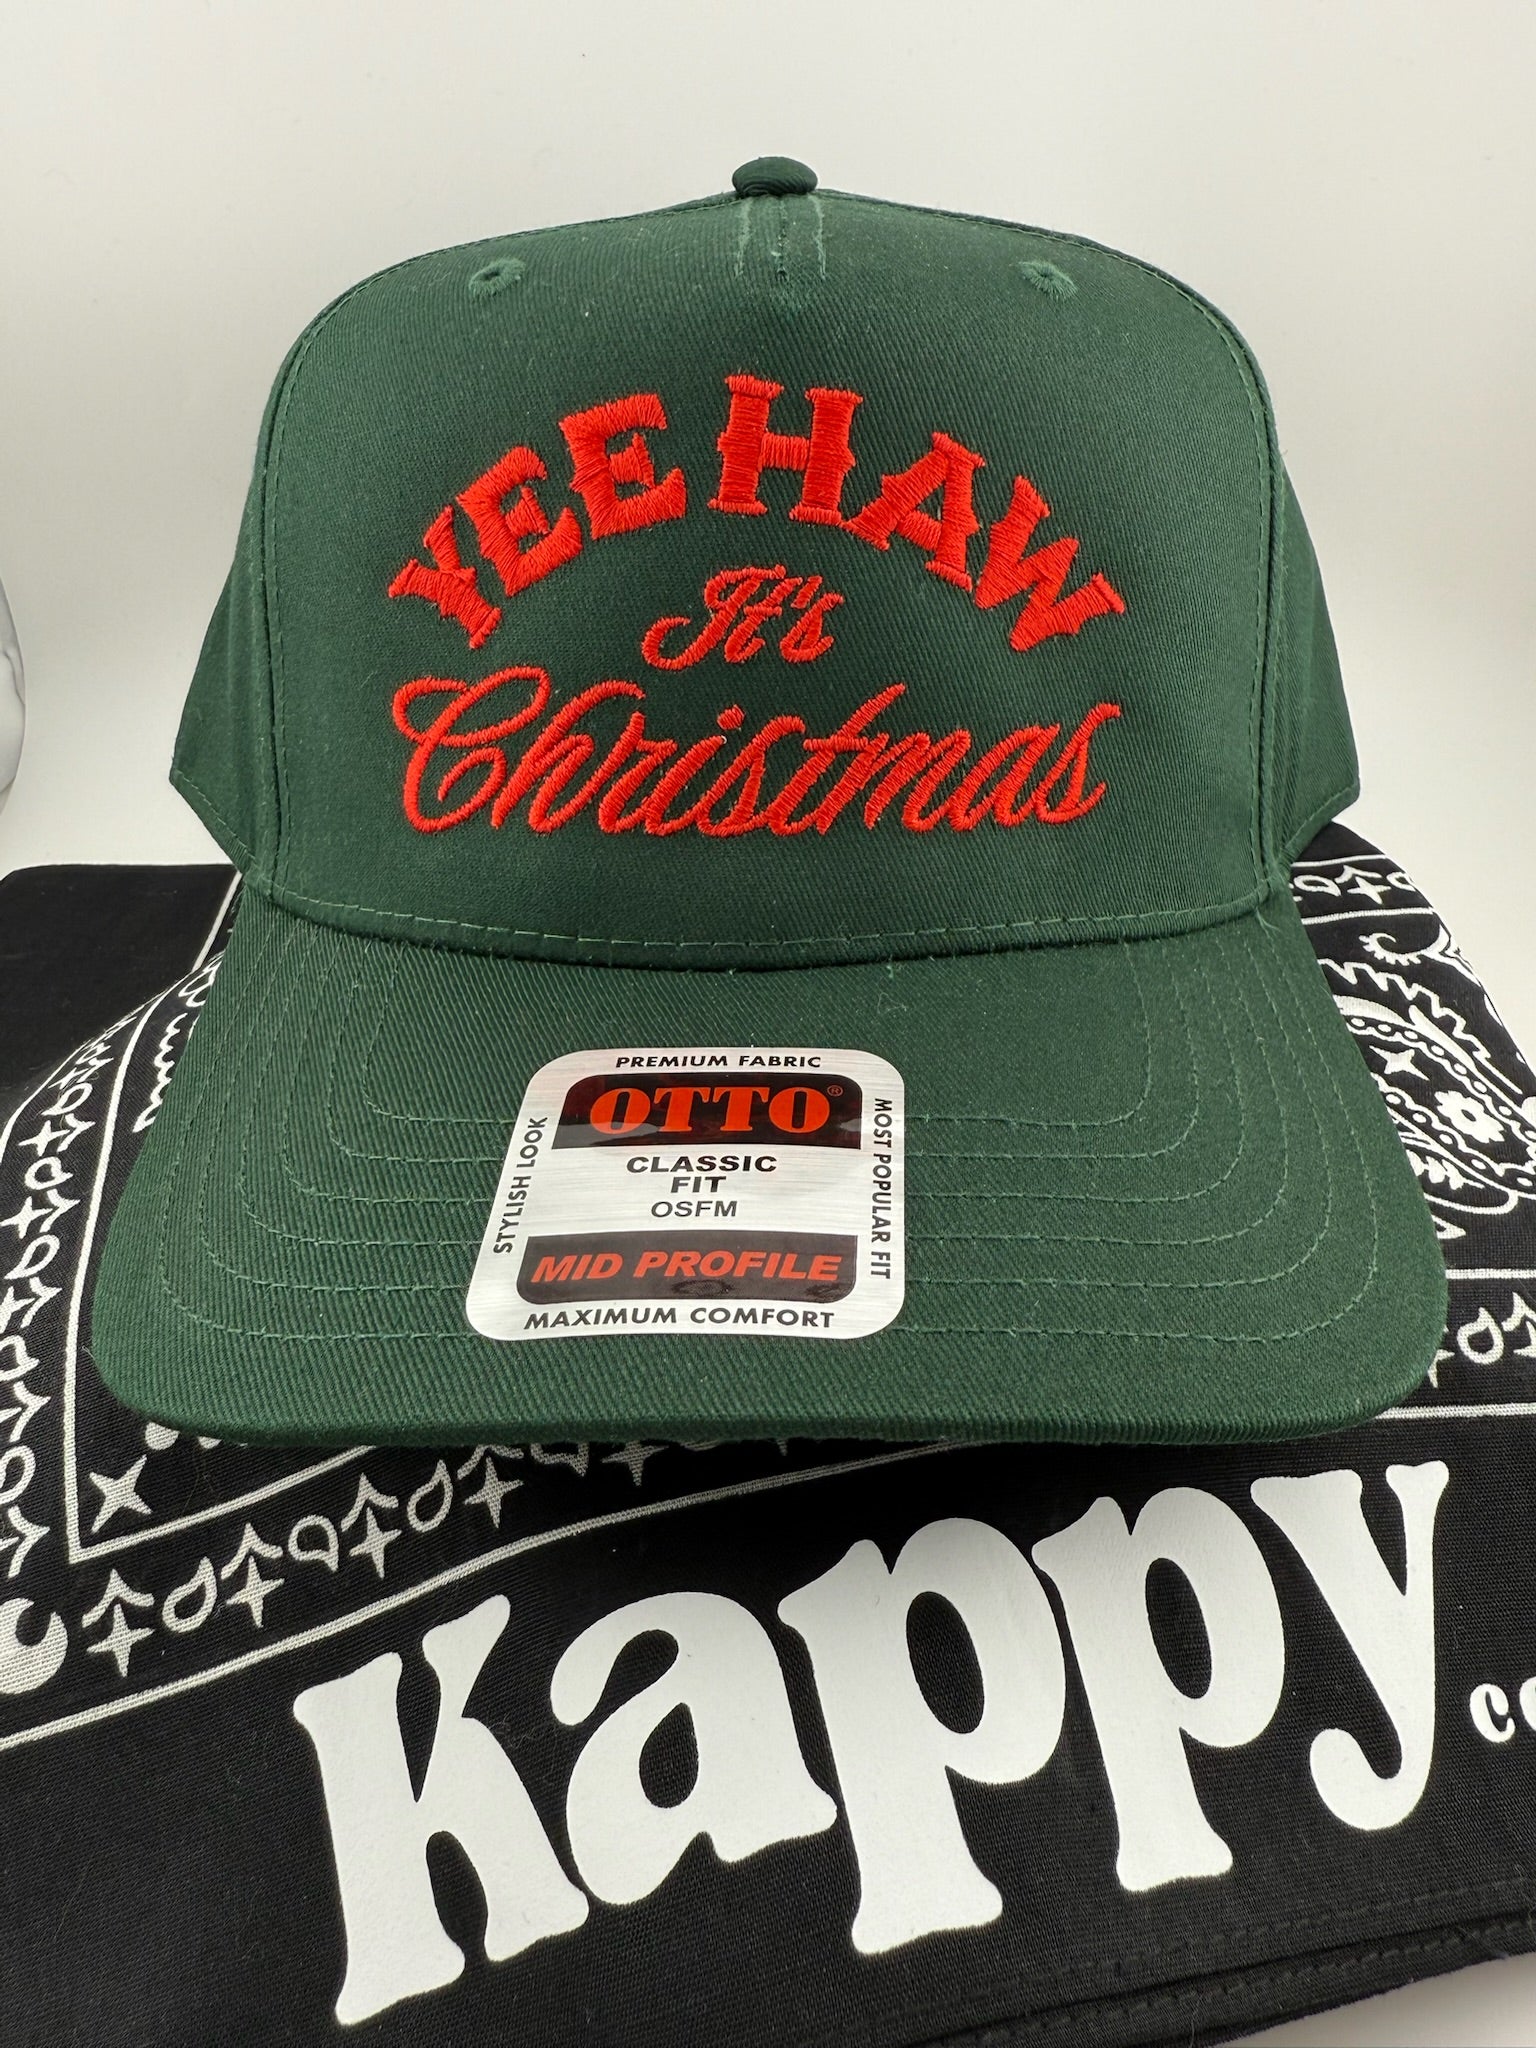 YEE HAW
It's
Christmas
PREMIUM FABRIC
OTTO®
STYLISH LOOK
CLASSIC
FIT
OSFM
MOST POPULAR FIT
MID PROFILE
MAXIMUM COMFORT
kappy